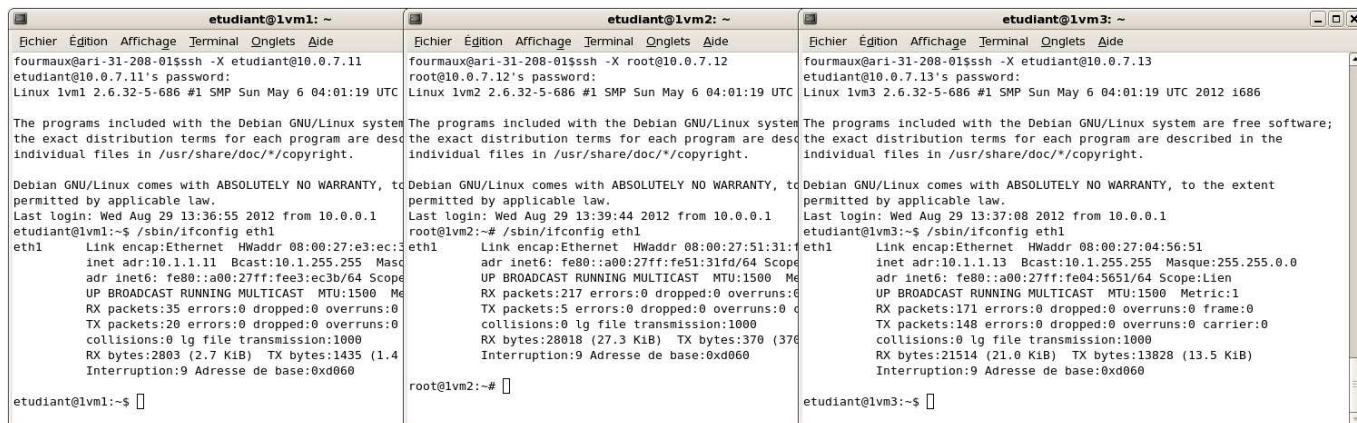 etudiant@1vm1: ~
Fichier Édition Affichage Terminal Onglets Aide
fourmaux@ari-31-208-01$ssh -X etudiant@10.0.7.11
etudiant@10.0.7.11's password:
Linux 1vm1 2.6.32-5-686 #1 SMP Sun May 6 04:01:19 UTC
The programs included with the Debian GNU/Linux system
the exact distribution terms for each program are desc
individual files in /usr/share/doc/*/copyright.
Debian GNU/Linux comes with ABSOLUTELY NO WARRANTY, to
permitted by applicable law.
Last login: Wed Aug 29 13:36:55 2012 from 10.0.0.1
etudiant@1vm1:~$ /sbin/ifconfig eth1
eth1 Link encap:Ethernet HWaddr 08:00:27:e3:ec:3
inet adr:10.1.1.11 Bcast:10.1.255.255 Masq
adr inet6: fe80::a00:27ff:fee3:ec3b/64 Scope
UP BROADCAST RUNNING MULTICAST MTU:1500 Me
RX packets:35 errors:0 dropped:0 overruns:0
TX packets:20 errors:0 dropped:0 overruns:0
collisions:0 lg file transmission:1000
RX bytes:2803 (2.7 KiB) TX bytes:1435 (1.4
Interruption:9 Adresse de base:0xd060
etudiant@1vm1:~$
etudiant@1vm2: ~
Fichier Édition Affichage Terminal Onglets Aide
fourmaux@ari-31-208-01$ssh -X root@10.0.7.12
root@10.0.7.12's password:
Linux 1vm2 2.6.32-5-686 #1 SMP Sun May 6 04:01:19 UTC
The programs included with the Debian GNU/Linux system
the exact distribution terms for each program are desc
individual files in /usr/share/doc/*/copyright.
Debian GNU/Linux comes with ABSOLUTELY NO WARRANTY, to
permitted by applicable law.
Last login: Wed Aug 29 13:39:44 2012 from 10.0.0.1
root@1vm2:~# /sbin/ifconfig eth1
eth1 Link encap:Ethernet HWaddr 08:00:27:51:31:f
inet adr:10.1.1.12 Bcast:10.1.255.255 Masq
adr inet6: fe80::a00:27ff:fe51:31fd/64 Scope
UP BROADCAST RUNNING MULTICAST MTU:1500 Me
RX packets:217 errors:0 dropped:0 overruns:0
TX packets:5 errors:0 dropped:0 overruns:0 c
collisions:0 lg file transmission:1000
RX bytes:28018 (27.3 KiB) TX bytes:370 (370
Interruption:9 Adresse de base:0xd060
root@1vm2:~#
etudiant@1vm3: ~
Fichier Édition Affichage Terminal Onglets Aide
fourmaux@ari-31-208-01$ssh -X etudiant@10.0.7.13
etudiant@10.0.7.13's password:
Linux 1vm3 2.6.32-5-686 #1 SMP Sun May 6 04:01:19 UTC 2012 i686
The programs included with the Debian GNU/Linux system are free software;
the exact distribution terms for each program are described in the
individual files in /usr/share/doc/*/copyright.
Debian GNU/Linux comes with ABSOLUTELY NO WARRANTY, to the extent
permitted by applicable law.
Last login: Wed Aug 29 13:37:08 2012 from 10.0.0.1
etudiant@1vm3:~$ /sbin/ifconfig eth1
eth1 Link encap:Ethernet HWaddr 08:00:27:04:56:51
inet adr:10.1.1.13 Bcast:10.1.255.255 Masque:255.255.0.0
adr inet6: fe80::a00:27ff:fe04:5651/64 Scope:Lien
UP BROADCAST RUNNING MULTICAST MTU:1500 Metric:1
RX packets:171 errors:0 dropped:0 overruns:0 frame:0
TX packets:148 errors:0 dropped:0 overruns:0 carrier:0
collisions:0 lg file transmission:1000
RX bytes:21514 (21.0 KiB) TX bytes:13828 (13.5 KiB)
Interruption:9 Adresse de base:0xd060
etudiant@1vm3:~$